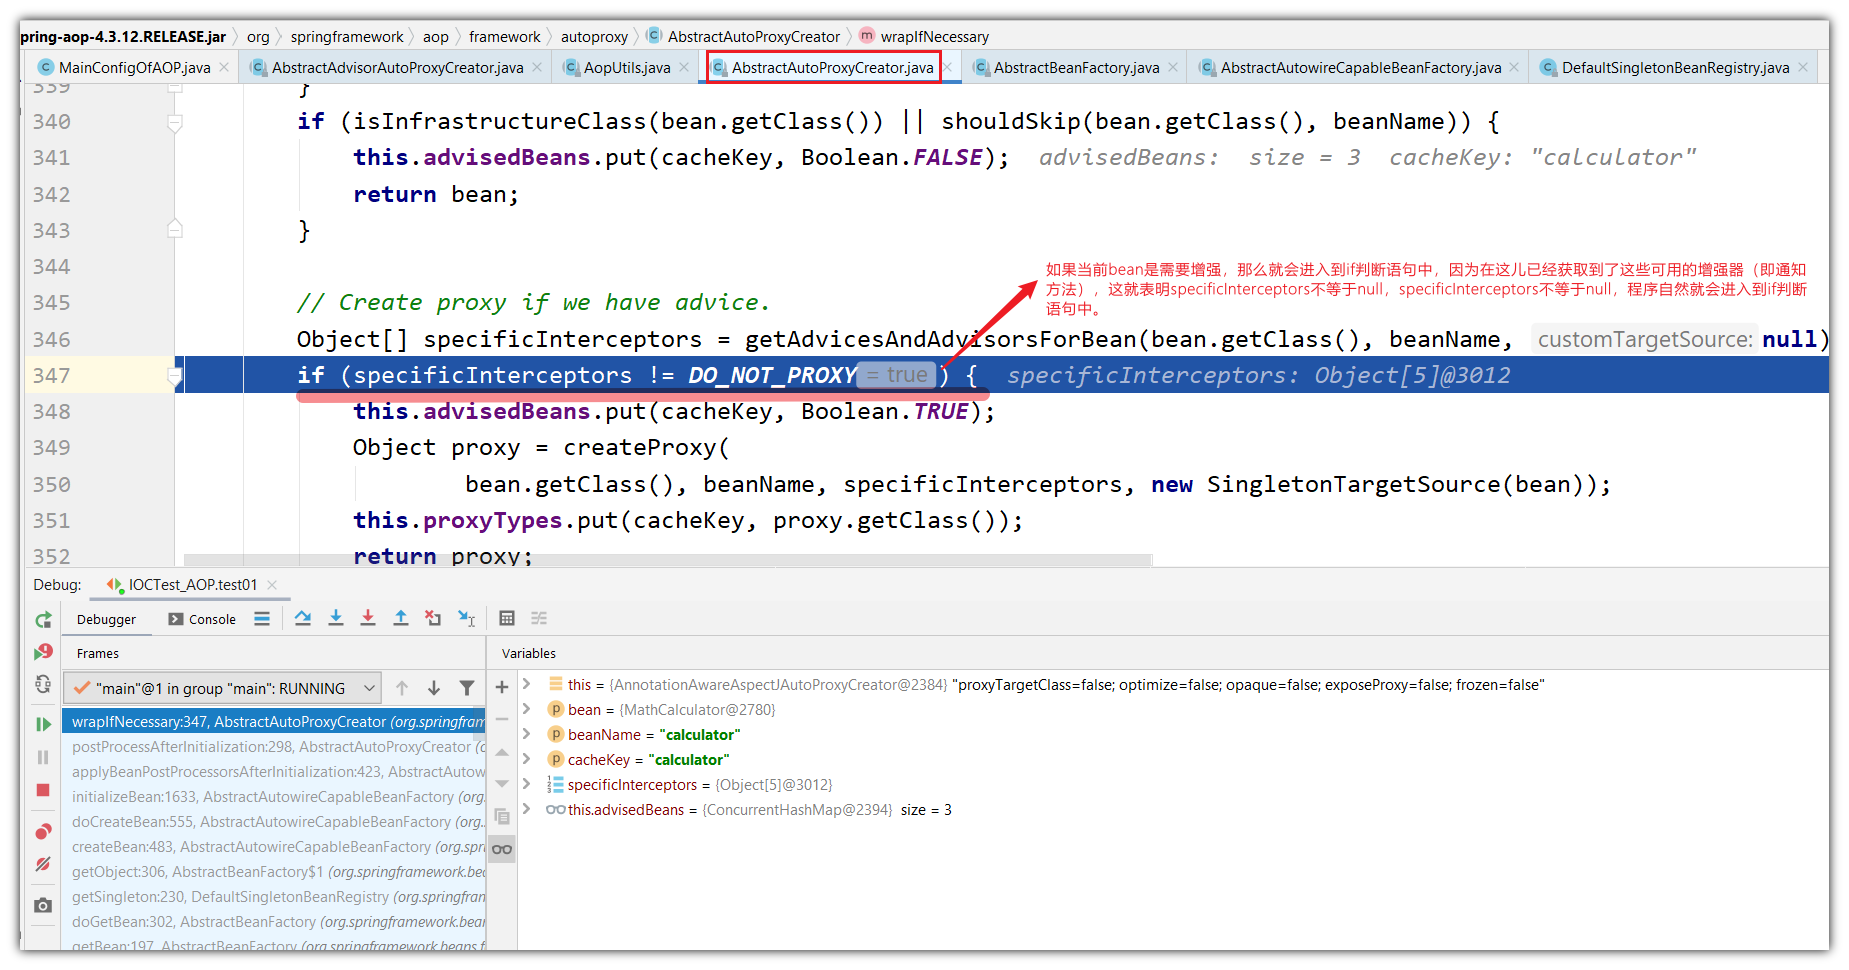 pring-aop-4.3.12.RELEASE.jar 〉 org 〉 springframework 〉 aop 〉 framework 〉 autoproxy 〉 AbstractAutoProxyCreator 〉 m wrapIfNecessary
MainConfigOfAOP.java × AbstractAdvisorAutoProxyCreator.java × AopUtils.java × AbstractAutoProxyCreator.java × AbstractBeanFactory.java × AbstractAutowireCapableBeanFactory.java × DefaultSingletonBeanRegistry.java ×
339 }
340 if (isInfrastructureClass(bean.getClass()) || shouldSkip(bean.getClass(), beanName)) {
341 this.advisedBeans.put(cacheKey, Boolean.FALSE); advisedBeans: size = 3 cacheKey: "calculator"
342 return bean;
343 }
344
如果当前bean是需要增强，那么就会进入到if判断语句中，因为在这儿已经获取到了这些可用的增强器（即通知
方法），这就表明specificInterceptors不等于null，specificInterceptors不等于null，程序自然就会进入到if判断
语句中。
345 // Create proxy if we have advice.
346 Object[] specificInterceptors = getAdvicesAndAdvisorsForBean(bean.getClass(), beanName, customTargetSource: null)
347 if (specificInterceptors != DO_NOT_PROXY = true ) { specificInterceptors: Object[5]@3012
348 this.advisedBeans.put(cacheKey, Boolean.TRUE);
349 Object proxy = createProxy(
350 bean.getClass(), beanName, specificInterceptors, new SingletonTargetSource(bean));
351 this.proxyTypes.put(cacheKey, proxy.getClass());
352 return proxy;
Debug: IOCTest_AOP.test01 ×
Debugger Console
Frames
Variables
"main"@1 in group "main": RUNNING
wrapIfNecessary:347, AbstractAutoProxyCreator (org.springfram
postProcessAfterInitialization:298, AbstractAutoProxyCreator (o
applyBeanPostProcessorsAfterInitialization:423, AbstractAutow
initializeBean:1633, AbstractAutowireCapableBeanFactory (org.
doCreateBean:555, AbstractAutowireCapableBeanFactory (org.
createBean:483, AbstractAutowireCapableBeanFactory (org.spr
getObject:306, AbstractBeanFactory$1 (org.springframework.bea
getSingleton:230, DefaultSingletonBeanRegistry (org.springfran
doGetBean:302, AbstractBeanFactory (org.springframework.bear
getBean:197, AbstractBeanFactory (org.springframework.beans.f
this = {AnnotationAwareAspectJAutoProxyCreator@2384} "proxyTargetClass=false; optimize=false; opaque=false; exposeProxy=false; frozen=false"
p bean = {MathCalculator@2780}
p beanName = "calculator"
p cacheKey = "calculator"
specificInterceptors = {Object[5]@3012}
this.advisedBeans = {ConcurrentHashMap@2394} size = 3